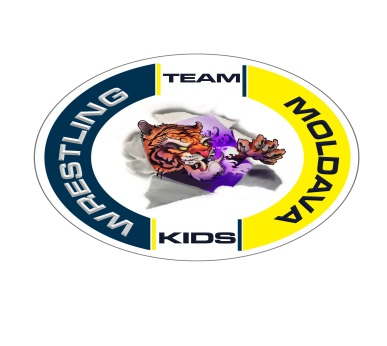 TEAM
WRESTLING
MOLDAVA
KIDS